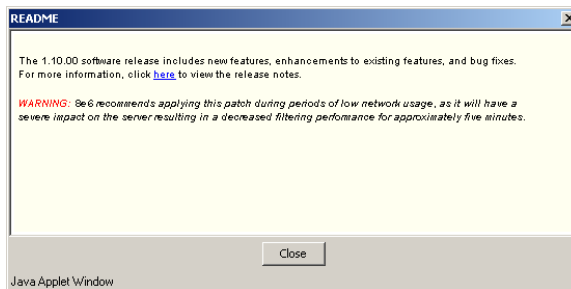 README
The 1.10.00 software release includes new features, enhancements to existing features, and bug fixes.
For more information, click here to view the release notes.
WARNING: 8e6 recommends applying this patch during periods of low network usage, as it will have a
severe impact on the server resulting in a decreased filtering performance for approximately five minutes.
Close
Java Applet Window